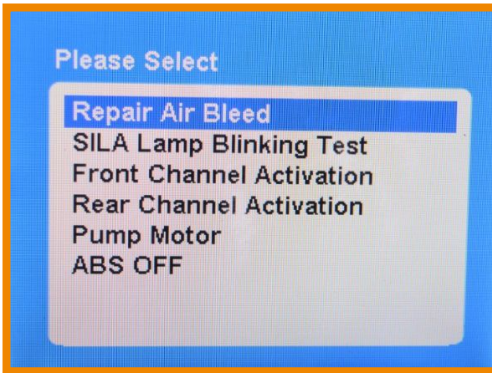 Please Select
Repair Air Bleed
SILA Lamp Blinking Test
Front Channel Activation
Rear Channel Activation
Pump Motor
ABS OFF